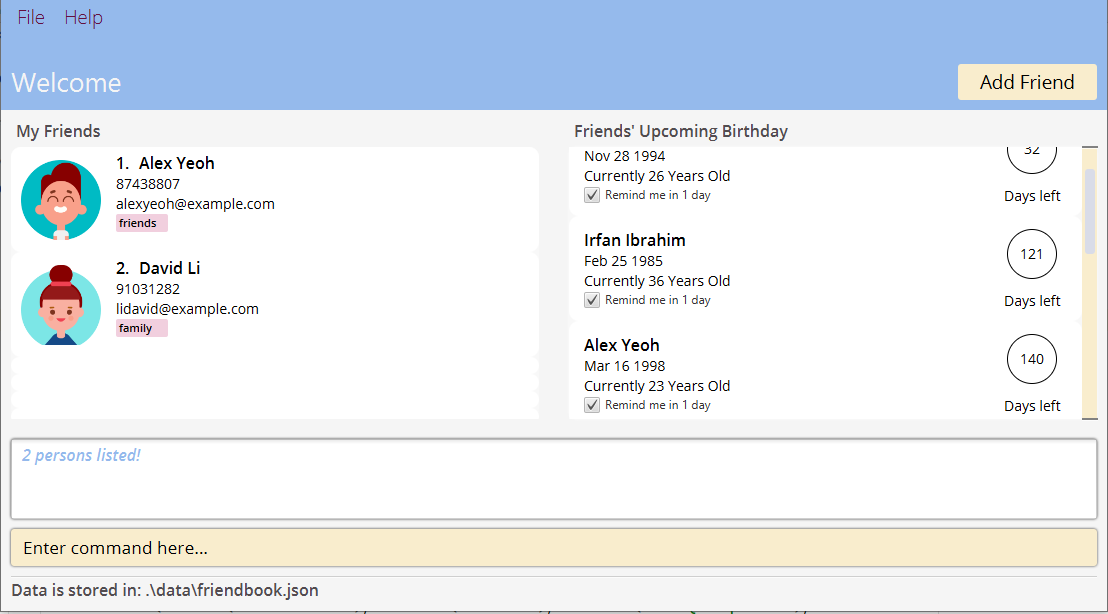 File Help
Welcome
Add Friend
My Friends
1. Alex Yeoh
87438807
alexyeoh@example.com
friends
2. David Li
91031282
lidavid@example.com
family
Friends' Upcoming Birthday
Nov 28 1994
Currently 26 Years Old
Remind me in 1 day
32
Days left
Irfan Ibrahim
Feb 25 1985
Currently 36 Years Old
Remind me in 1 day
121
Days left
Alex Yeoh
Mar 16 1998
Currently 23 Years Old
Remind me in 1 day
140
Days left
2 persons listed!
Enter command here...
Data is stored in: .\data\friendbook.json